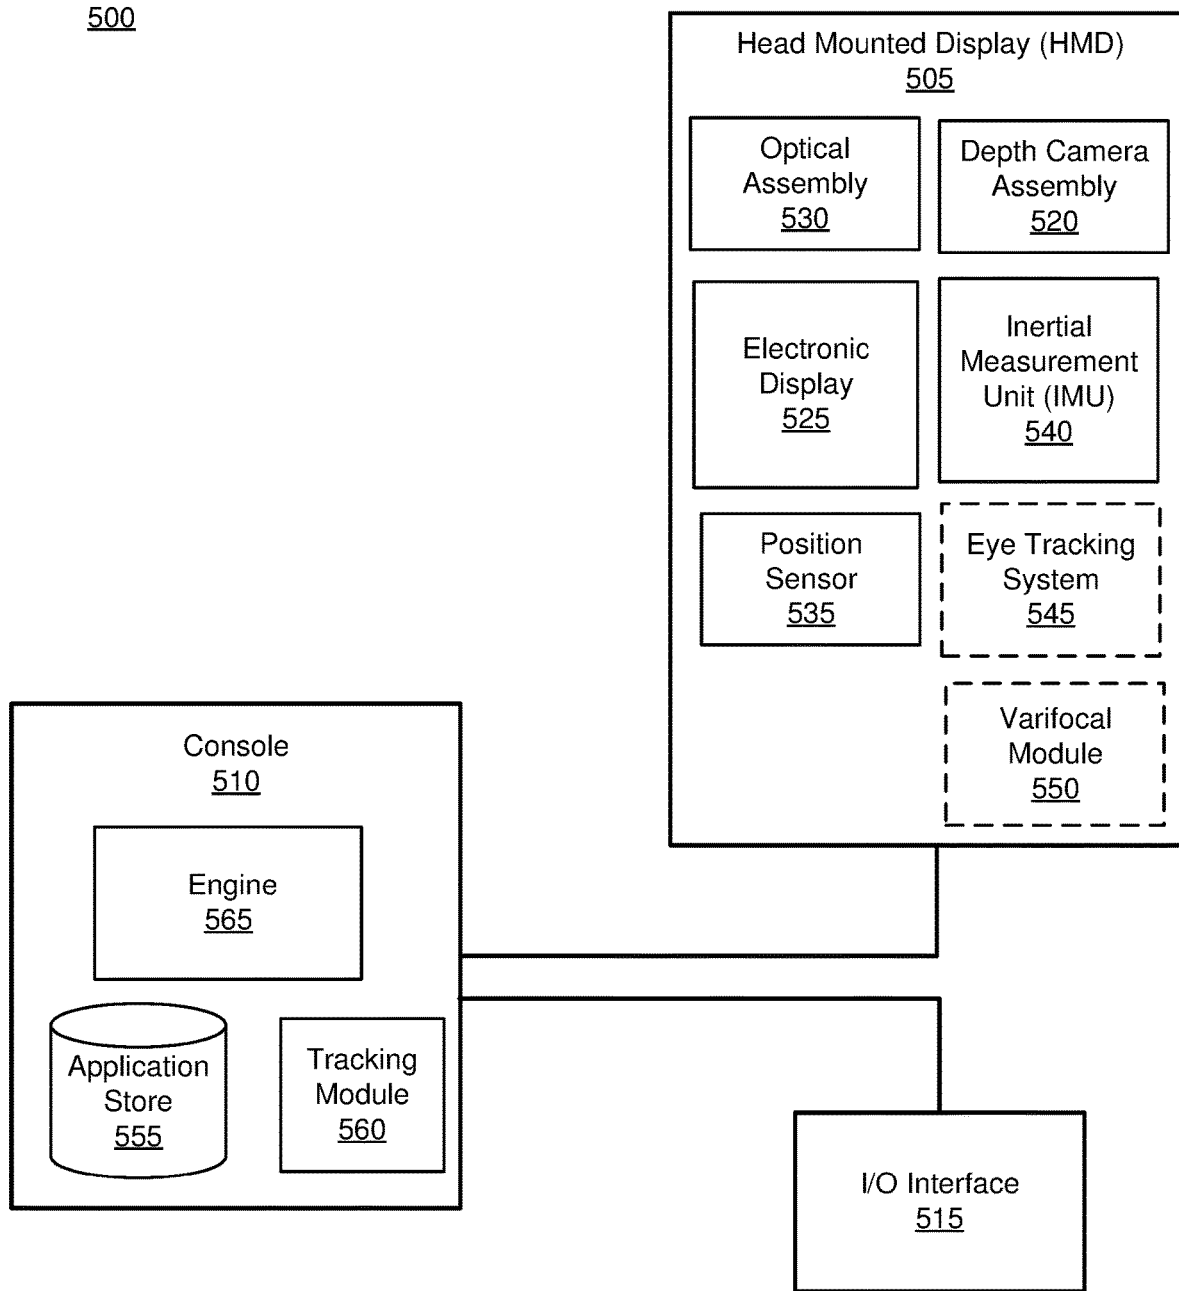 500
Head Mounted Display (HMD)
505
Optical
Assembly
530
Depth Camera
Assembly
520
Electronic
Display
525
Inertial
Measurement
Unit (IMU)
540
Position
Sensor
535
Eye Tracking
System
545
Varifocal
Module
550
Console
510
Engine
565
Application
Store
555
Tracking
Module
560
I/O Interface
515